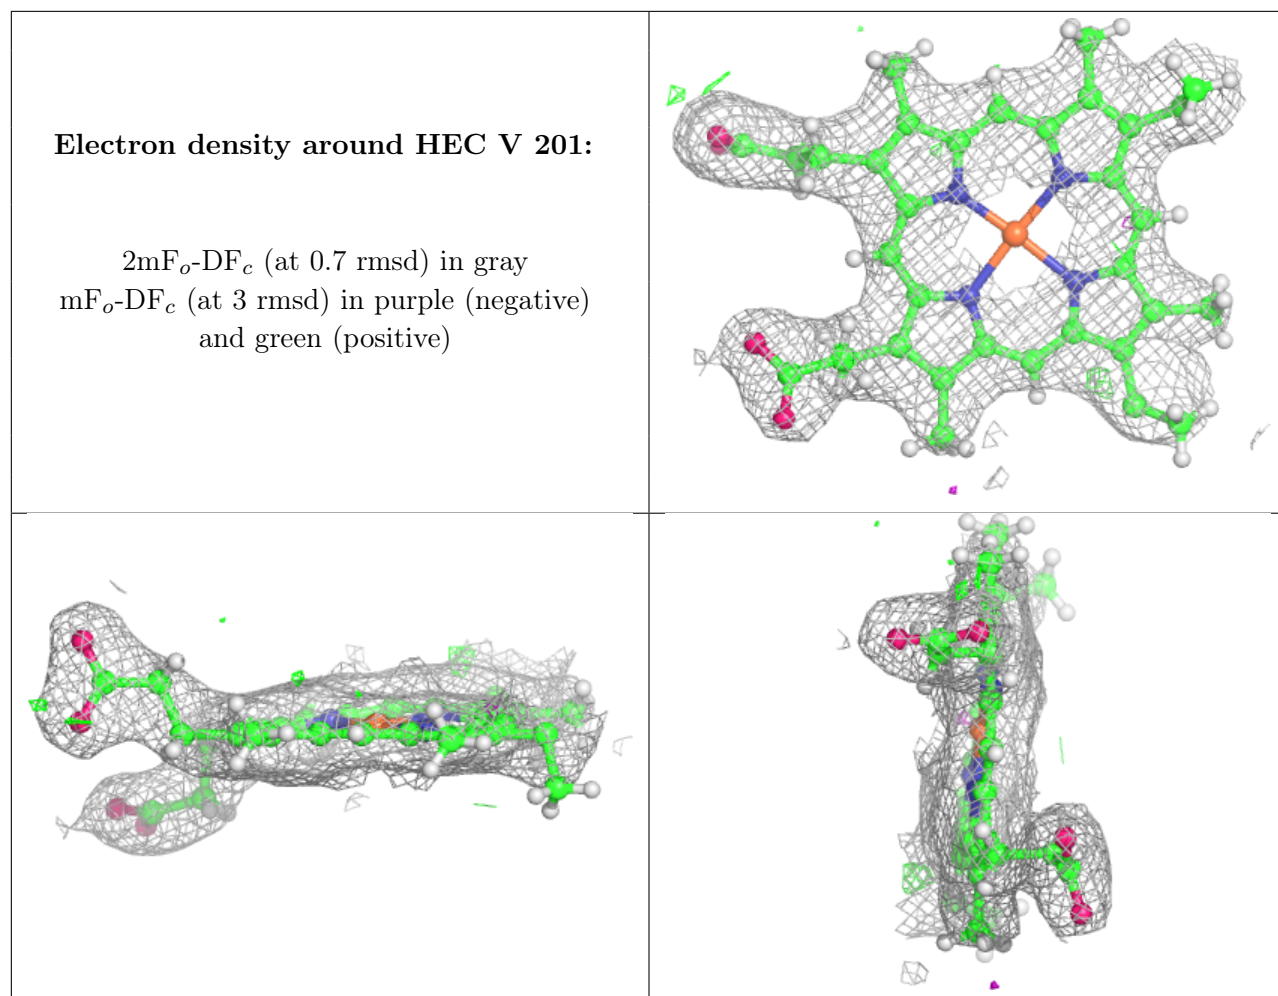 Electron density around HEC V 201:
2mFo-DFc (at 0.7 rmsd) in gray
mFo-DFc (at 3 rmsd) in purple (negative)
and green (positive)